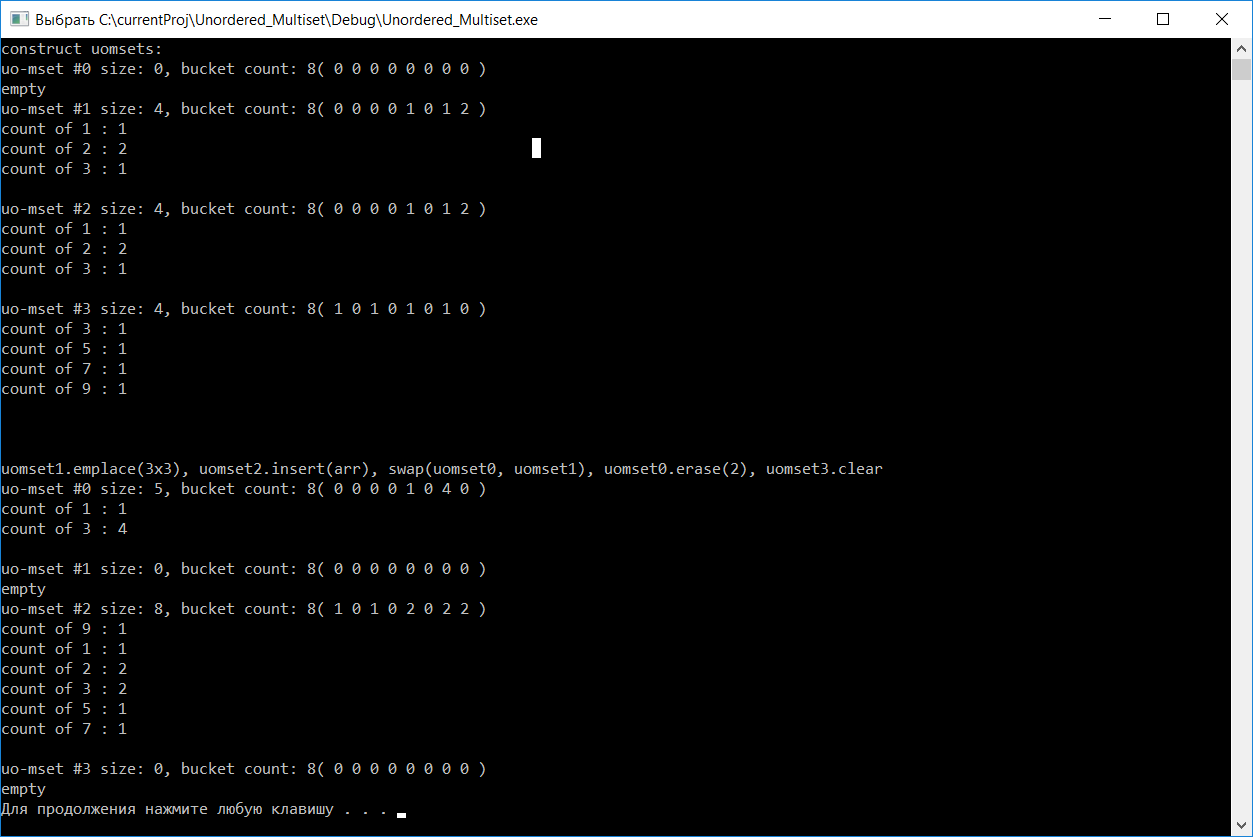 Выбрать C:\currentProj\Unordered_Multiset\Debug\Unordered_Multiset.exe
construct uomsets:
uo-mset #0 size: 0, bucket count: 8( 0 0 0 0 0 0 0 0 )
empty
uo-mset #1 size: 4, bucket count: 8( 0 0 0 0 1 0 1 2 )
count of 1 : 1
count of 2 : 2
count of 3 : 1
uo-mset #2 size: 4, bucket count: 8( 0 0 0 0 1 0 1 2 )
count of 1 : 1
count of 2 : 2
count of 3 : 1
uo-mset #3 size: 4, bucket count: 8( 1 0 1 0 1 0 1 0 )
count of 3 : 1
count of 5 : 1
count of 7 : 1
count of 9 : 1
uomset1.emplace(3x3), uomset2.insert(arr), swap(uomset0, uomset1), uomset0.erase(2), uomset3.clear
uo-mset #0 size: 5, bucket count: 8( 0 0 0 0 1 0 4 0 )
count of 1 : 1
count of 3 : 4
uo-mset #1 size: 0, bucket count: 8( 0 0 0 0 0 0 0 0 )
empty
uo-mset #2 size: 8, bucket count: 8( 1 0 1 0 2 0 2 2 )
count of 9 : 1
count of 1 : 1
count of 2 : 2
count of 3 : 2
count of 5 : 1
count of 7 : 1
uo-mset #3 size: 0, bucket count: 8( 0 0 0 0 0 0 0 0 )
empty
Для продолжения нажмите любую клавишу . . .